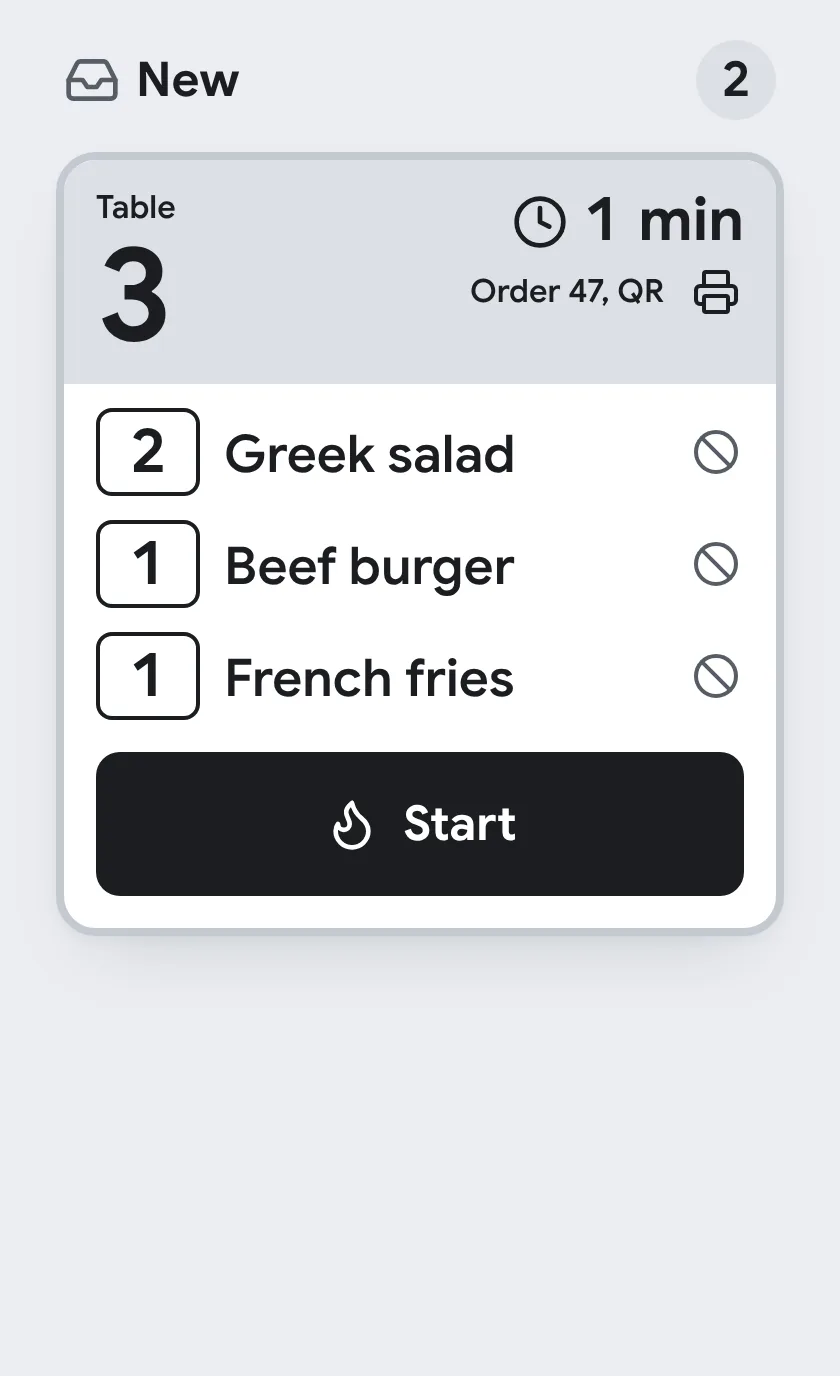 New
2
Table
3
1 min
Order 47, QR
2 Greek salad
1 Beef burger
1 French fries
Start